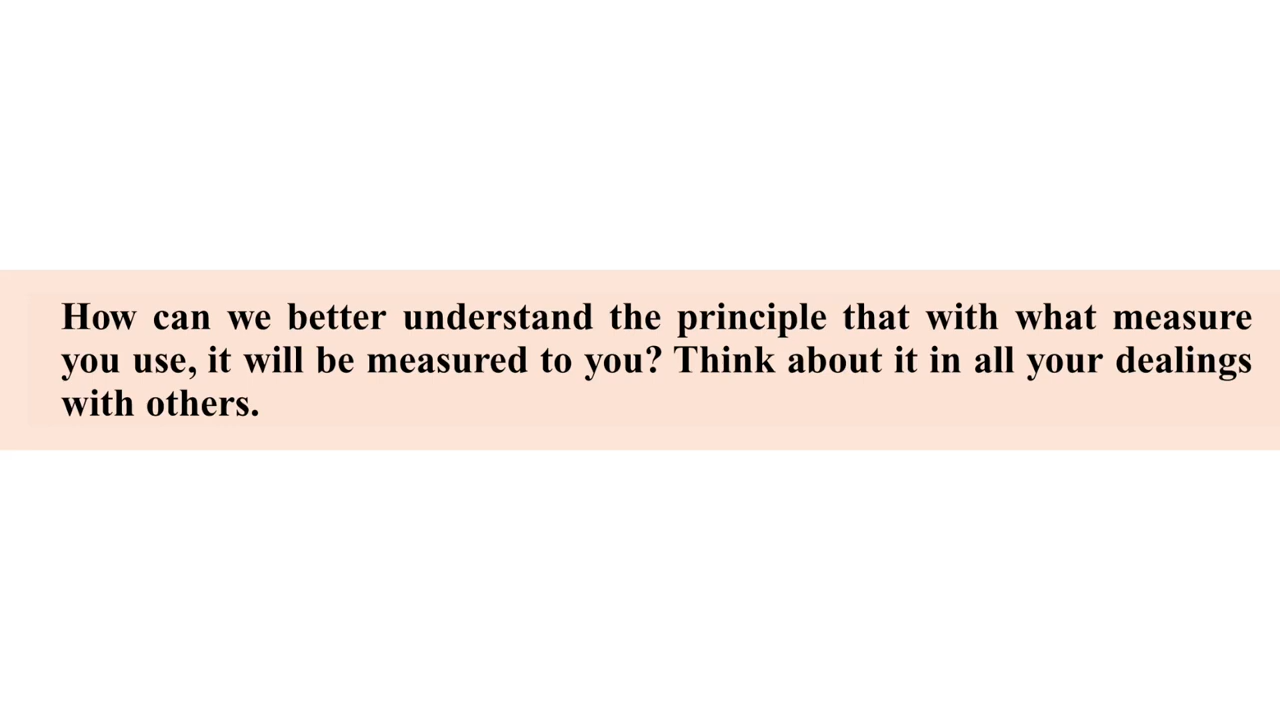 How can we better understand the principle that with what measure
you use, it will be measured to you? Think about it in all your dealings
with others.